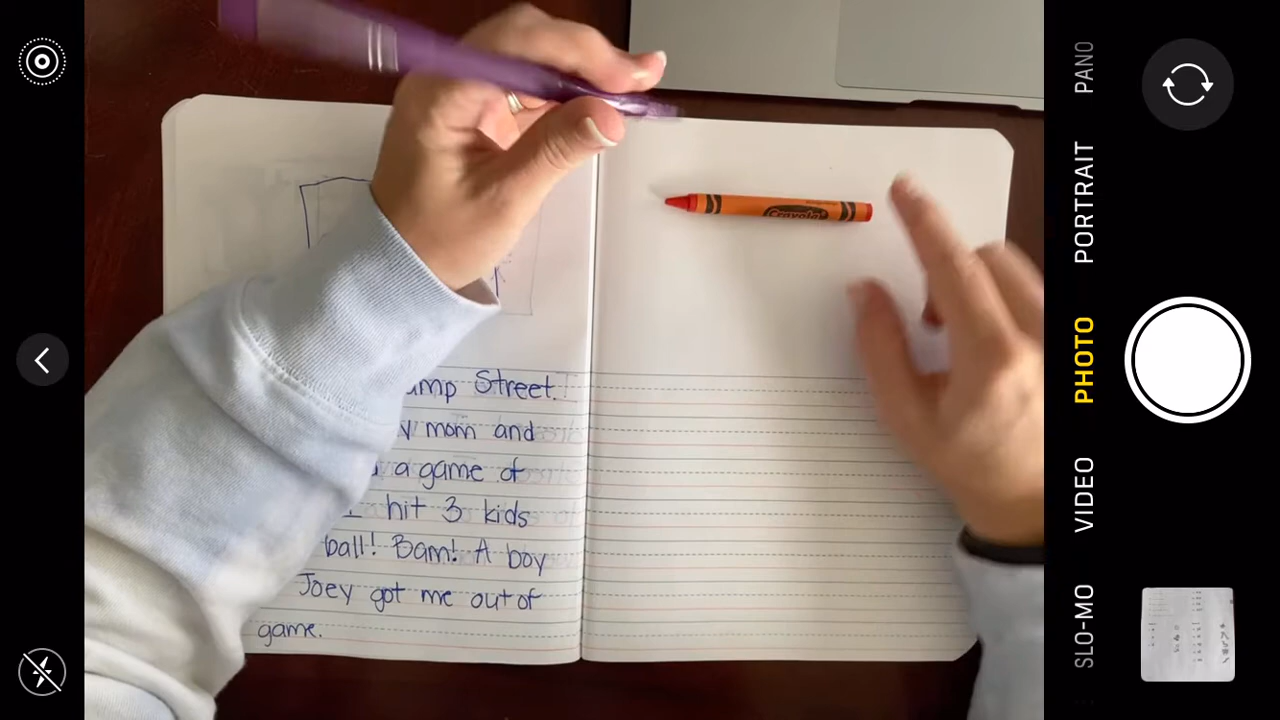 Street.
mom and
a game of
hit 3 kids
ball! Bam! A boy
Joey got me out of
game.
Crayola
PANO
PORTRAIT
PHOTO
VIDEO
SLO-MO